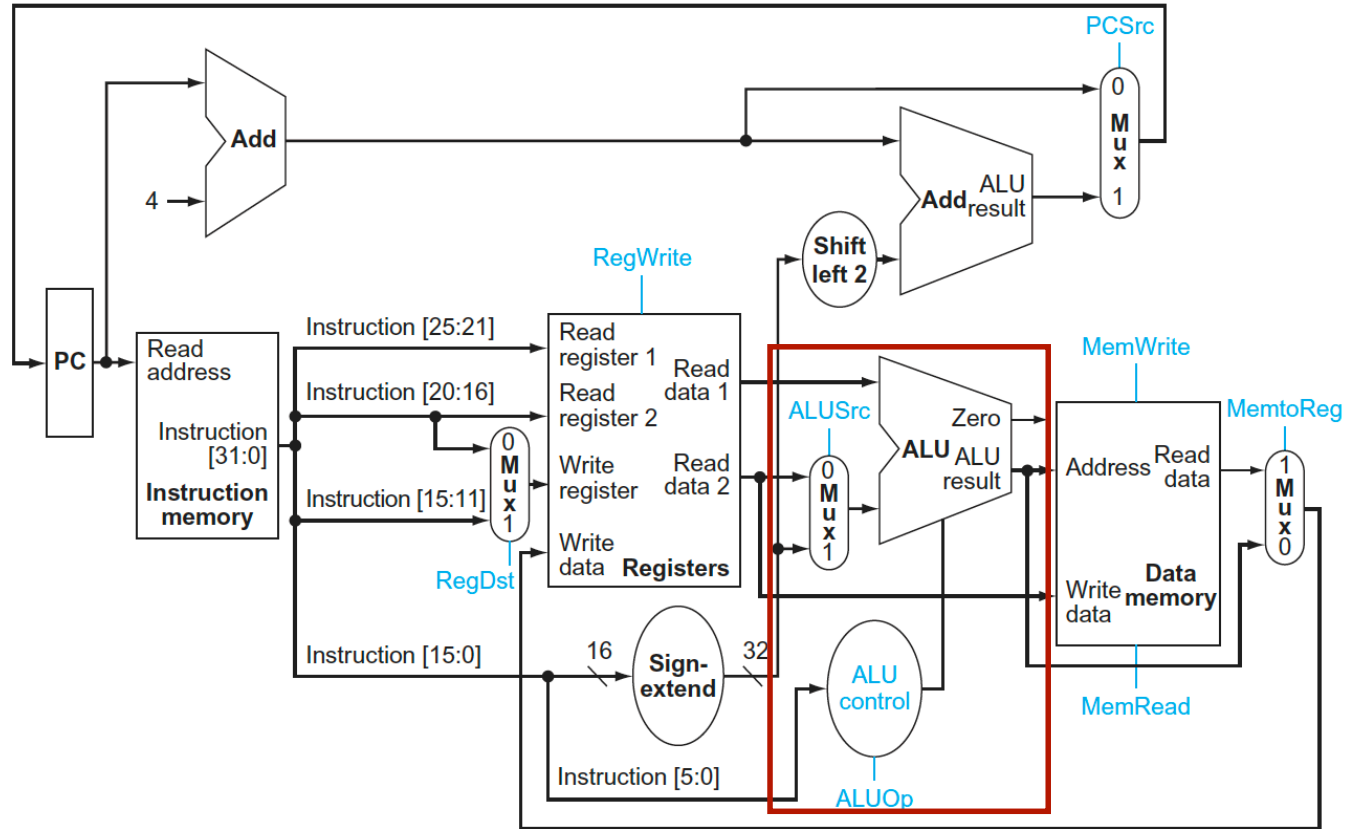 PCSrc
0
M
u
x
1
Add
4
Add
ALU
result
Shift
left 2
RegWrite
PC
Read
address
Instruction
[31:0]
Instruction
memory
Instruction [25:21]
Instruction [20:16]
Instruction [15:11]
0
M
u
x
1
RegDst
Read
register 1
Read
register 2
Write
register
Write
data
Read
data 1
Read
data 2
Registers
ALUSrc
0
M
u
x
1
Zero
ALU
ALU
result
MemWrite
Address
Read
data
Write
data
Data
memory
MemRead
MemtoReg
1
M
u
x
0
Instruction [15:0]
16
Sign-
extend
32
Instruction [5:0]
ALU
control
ALUOp